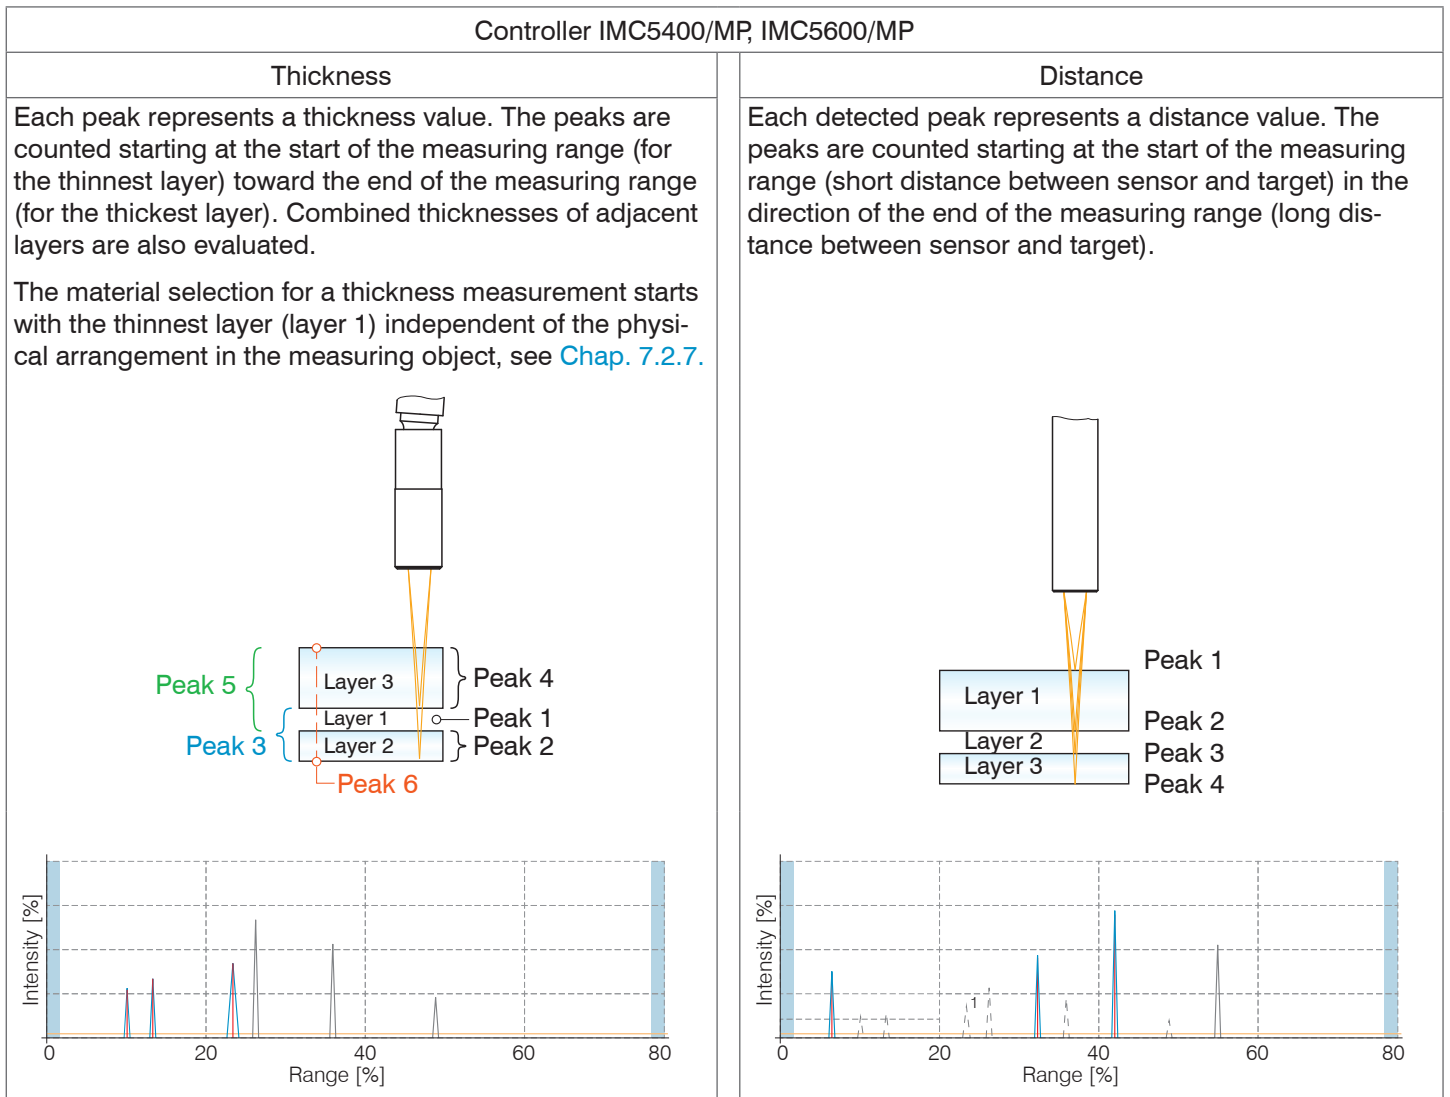 Controller IMC5400/MP, IMC5600/MP
Thickness
Each peak represents a thickness value. The peaks are
counted starting at the start of the measuring range (for
the thinnest layer) toward the end of the measuring range
(for the thickest layer). Combined thicknesses of adjacent
layers are also evaluated.
The material selection for a thickness measurement starts
with the thinnest layer (layer 1) independent of the physi-
cal arrangement in the measuring object, see Chap. 7.2.7.
Peak 5
Layer 3
Peak 4
Layer 1
Peak 1
Peak 3
Layer 2
Peak 2
Peak 6
Intensity [%]
0
20
40
60
80
Range [%]
Distance
Each detected peak represents a distance value. The
peaks are counted starting at the start of the measuring
range (short distance between sensor and target) in the
direction of the end of the measuring range (long dis-
tance between sensor and target).
Peak 1
Layer 1
Peak 2
Layer 2
Peak 3
Layer 3
Peak 4
Intensity [%]
1
0
20
40
60
80
Range [%]